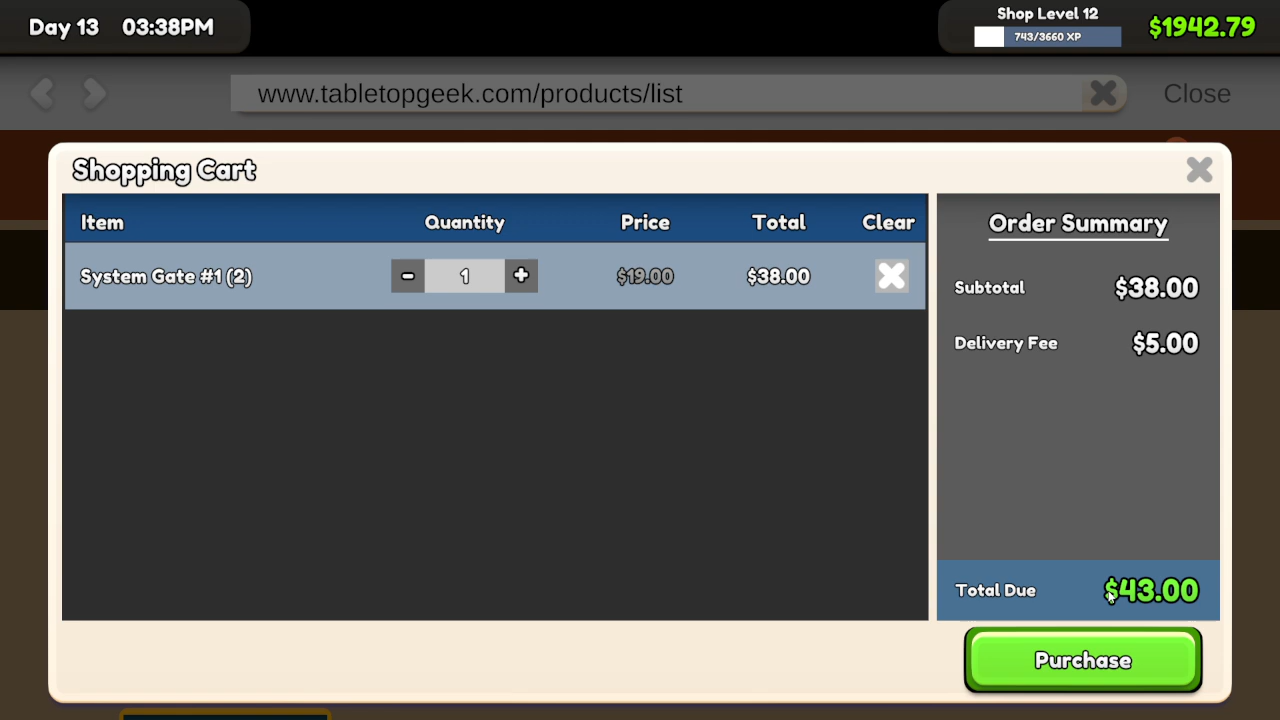 Day 13 03:38PM
Shop Level 12
743/3660 XP
$1942.79
www.tabletopgeek.com/products/list
Close
Shopping Cart
Item Quantity Price Total Clear
System Gate #1 (2) - 1 + $19.00 $38.00
Order Summary
Subtotal $38.00
Delivery Fee $5.00
Total Due $43.00
Purchase